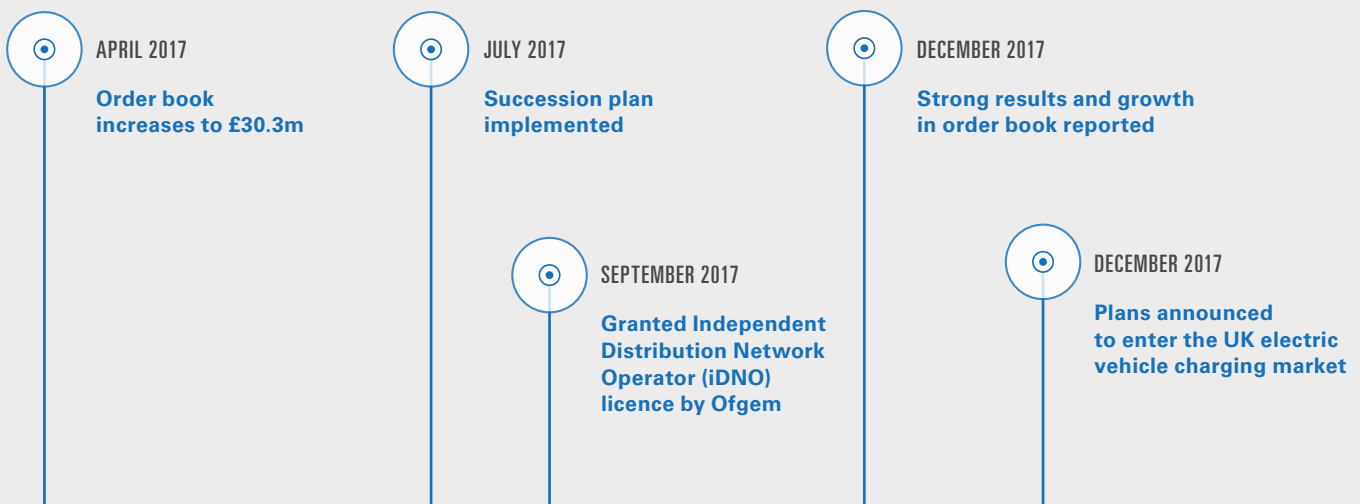 APRIL 2017
Order book
increases to £30.3m
JULY 2017
Succession plan
implemented
SEPTEMBER 2017
Granted Independent
Distribution Network
Operator (iDNO)
licence by Ofgem
DECEMBER 2017
Strong results and growth
in order book reported
DECEMBER 2017
Plans announced
to enter the UK electric
vehicle charging market